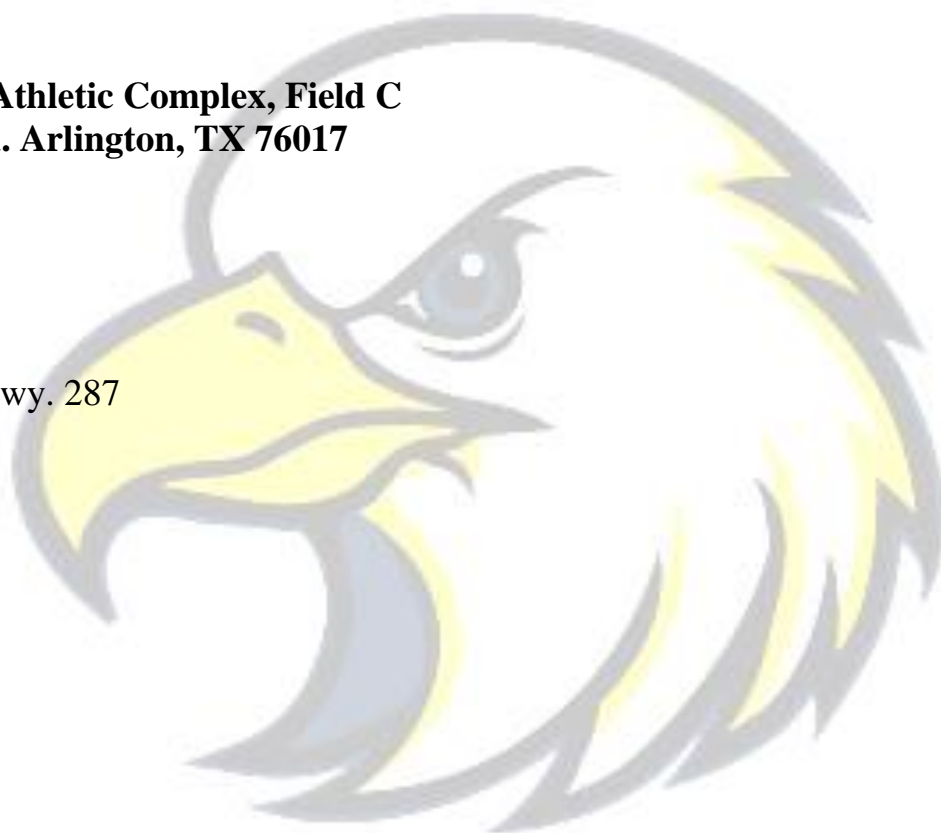 Athletic Complex, Field C
. Arlington, TX 76017
wy. 287